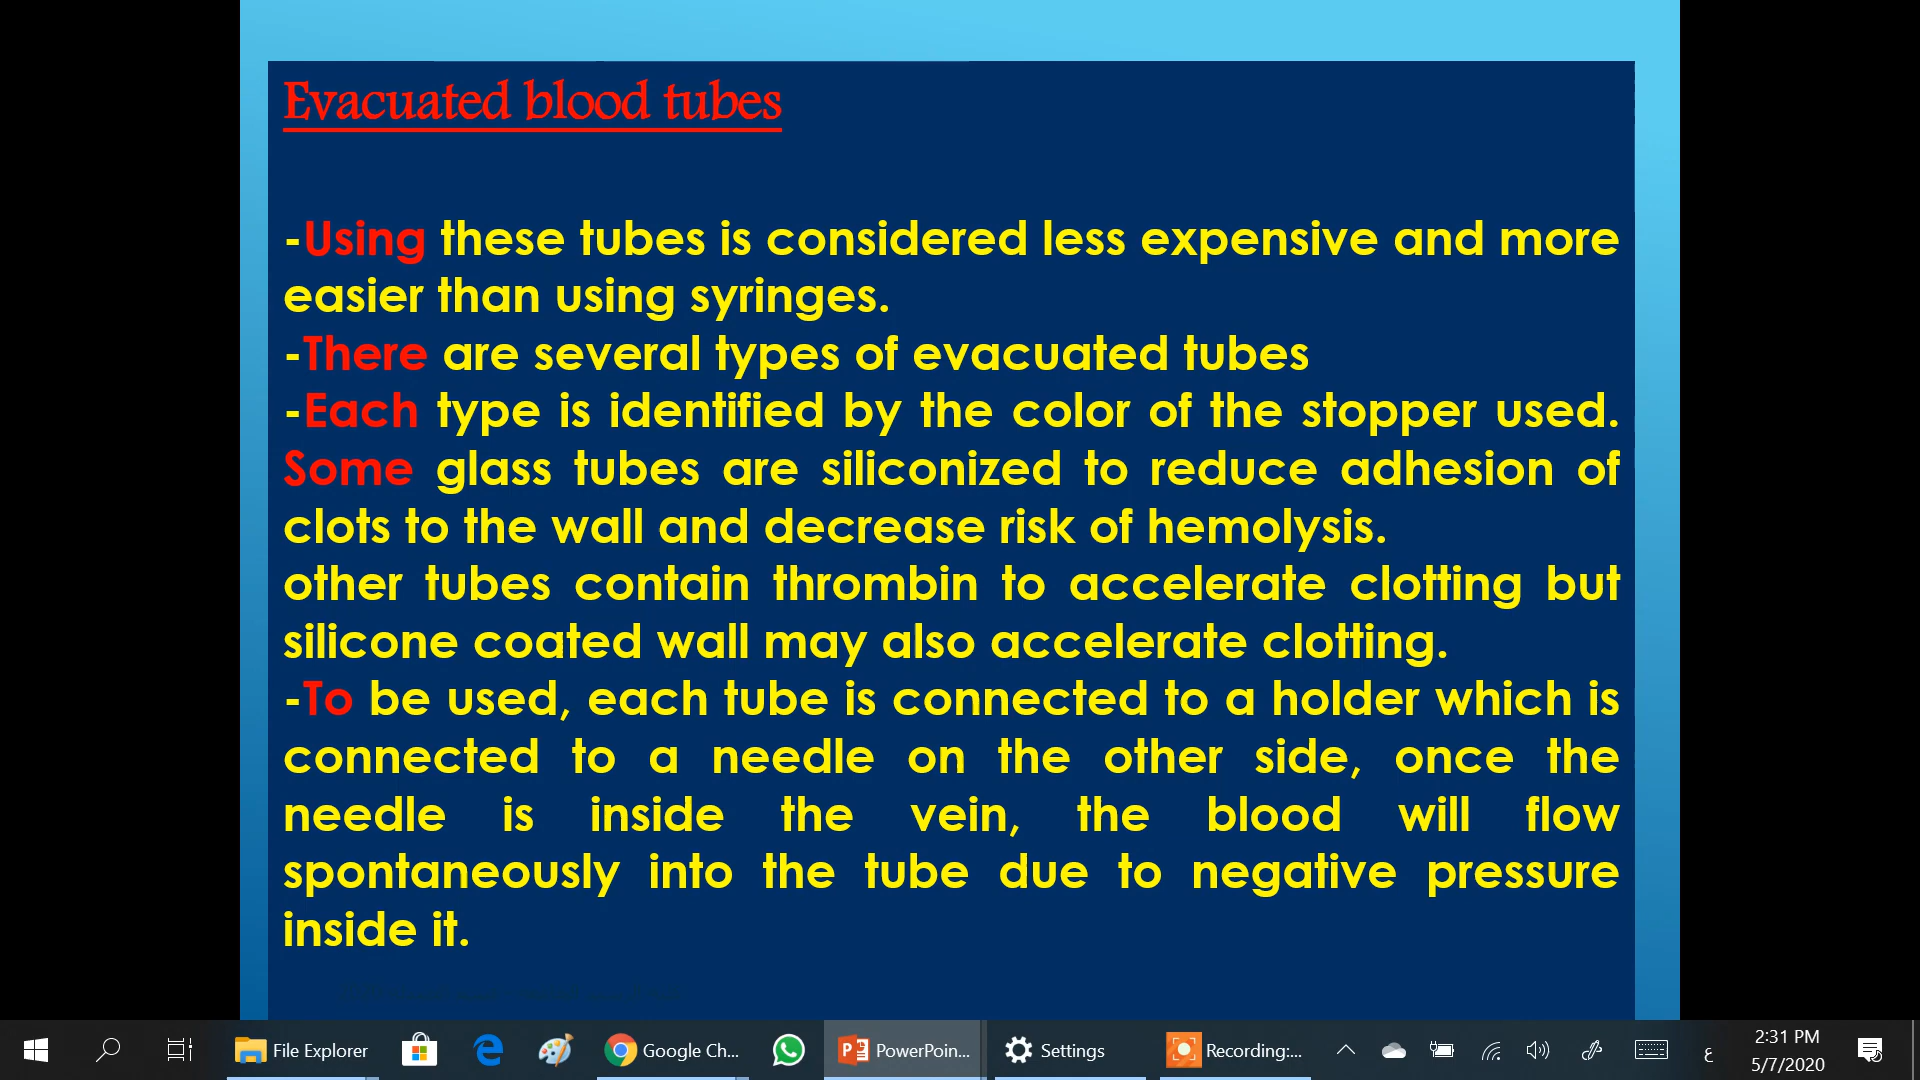 Evacuated blood tubes
-Using these tubes is considered less expensive and more
easier than using syringes.
-There are several types of evacuated tubes
-Each type is identified by the color of the stopper used.
Some glass tubes are siliconized to reduce adhesion of
clots to the wall and decrease risk of hemolysis.
other tubes contain thrombin to accelerate clotting but
silicone coated wall may also accelerate clotting.
-To be used, each tube is connected to a holder which is
connected to a needle on the other side, once the
needle is inside the vein, the blood will flow
spontaneously into the tube due to negative pressure
inside it.
File Explorer
Google Ch...
PowerPoin...
Settings
Recording:...
ع
2:31 PM
5/7/2020